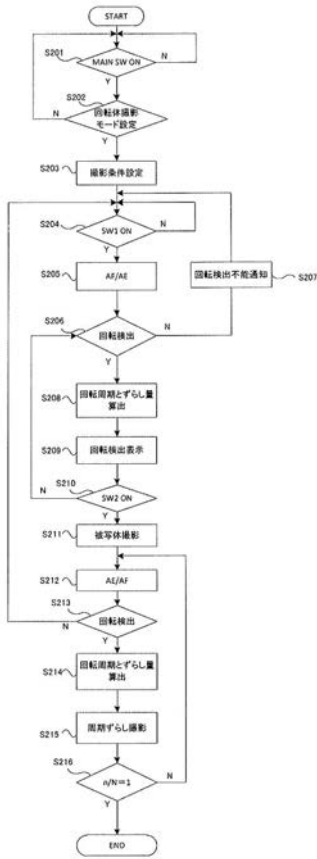 START
S201
MAIN SW ON
N
Y
S202
回転体撮影
モード設定
N
Y
S203
撮影条件設定
S204
SW1 ON
N
Y
S205
AF/AE
S206
回転検出
N
回転検出不能通知
S207
Y
S208
回転周期とずらし量
算出
S209
回転検出表示
S210
SW2 ON
N
Y
S211
被写体撮影
S212
AE/AF
S213
回転検出
N
Y
S214
回転周期とずらし量
算出
S215
周期ずらし撮影
S216
n/N=1
N
Y
END